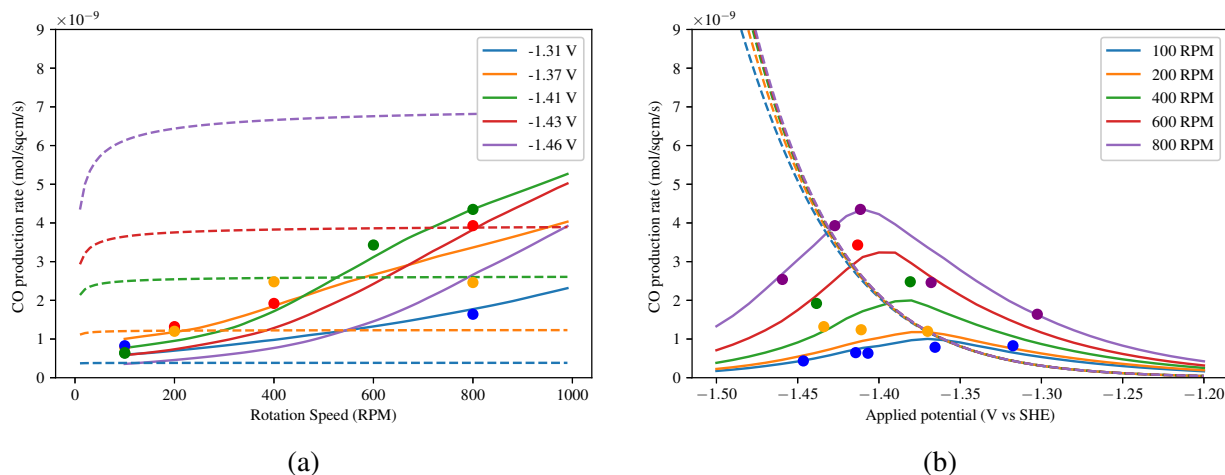 ×10⁻⁹
9
8
7
6
5
4
3
2
1
0
CO production rate (mol/sqcm/s)
0
200
400
600
800
1000
Rotation Speed (RPM)
-1.31 V
-1.37 V
-1.41 V
-1.43 V
-1.46 V
(a)
×10⁻⁹
9
8
7
6
5
4
3
2
1
0
CO production rate (mol/sqcm/s)
−1.50
−1.45
−1.40
−1.35
−1.30
−1.25
−1.20
Applied potential (V vs SHE)
100 RPM
200 RPM
400 RPM
600 RPM
800 RPM
(b)